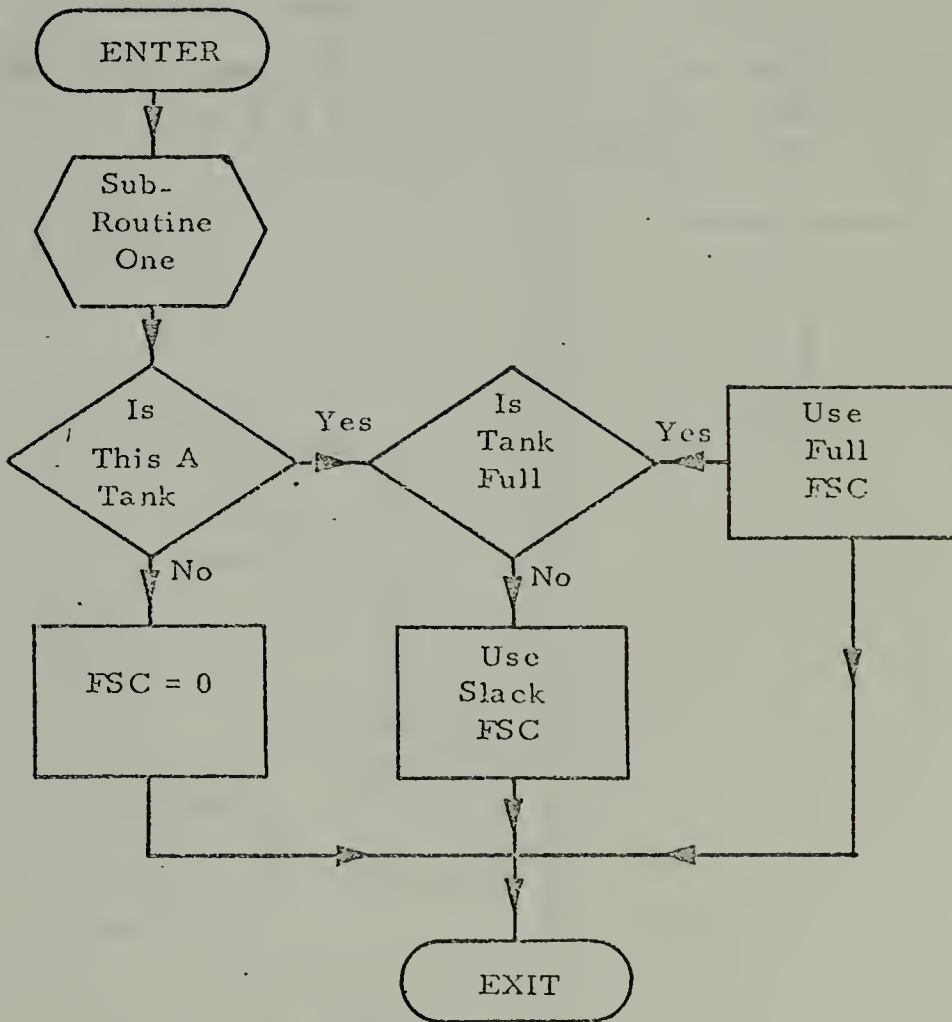 ENTER
Sub-
Routine
One
Is
This A
Tank
Yes
Is
Tank
Full
Yes
Use
Full
FSC
No
FSC = 0
No
Use
Slack
FSC
EXIT